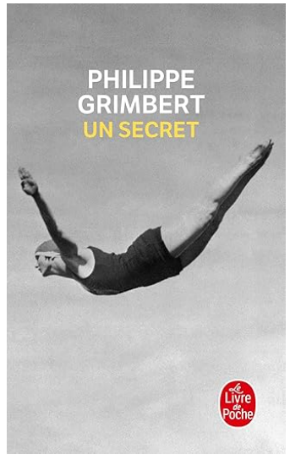 PHILIPPE
GRIMBERT
UN SECRET
Le
Livre
de
Poche